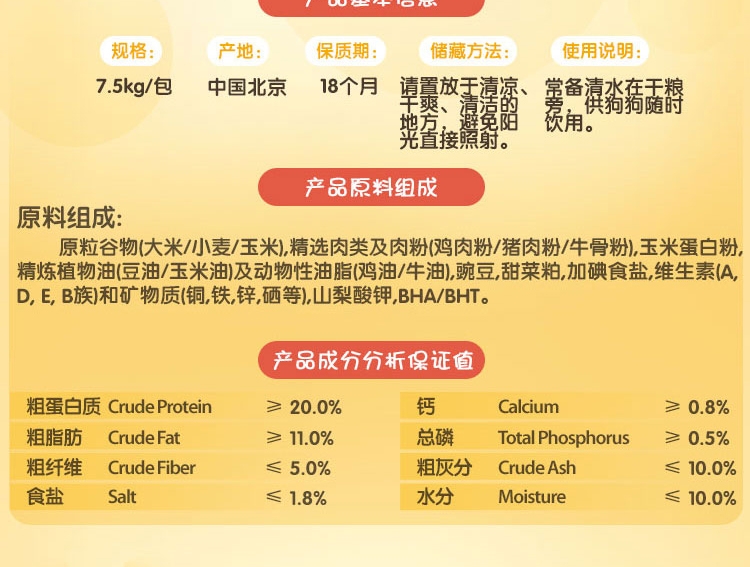 产品基本信息
规格: 产地: 保质期: 储藏方法: 使用说明:
7.5kg/包 中国北京 18个月 请置放于清凉、 常备清水在干粮
干爽、清洁的 旁，供狗狗随时
地方，避免阳 饮用。
光直接照射。
产品原料组成
原料组成:
原粒谷物(大米/小麦/玉米),精选肉类及肉粉(鸡肉粉/猪肉粉/牛骨粉),玉米蛋白粉,
精炼植物油(豆油/玉米油)及动物性油脂(鸡油/牛油),豌豆,甜菜粕,加碘食盐,维生素(A,
D, E, B族)和矿物质(铜,铁,锌,硒等),山梨酸钾,BHA/BHT。
产品成分分析保证值
粗蛋白质 Crude Protein ≥ 20.0% 钙 Calcium ≥ 0.8%
粗脂肪 Crude Fat ≥ 11.0% 总磷 Total Phosphorus ≥ 0.5%
粗纤维 Crude Fiber ≤ 5.0% 粗灰分 Crude Ash ≤ 10.0%
食盐 Salt ≤ 1.8% 水分 Moisture ≤ 10.0%